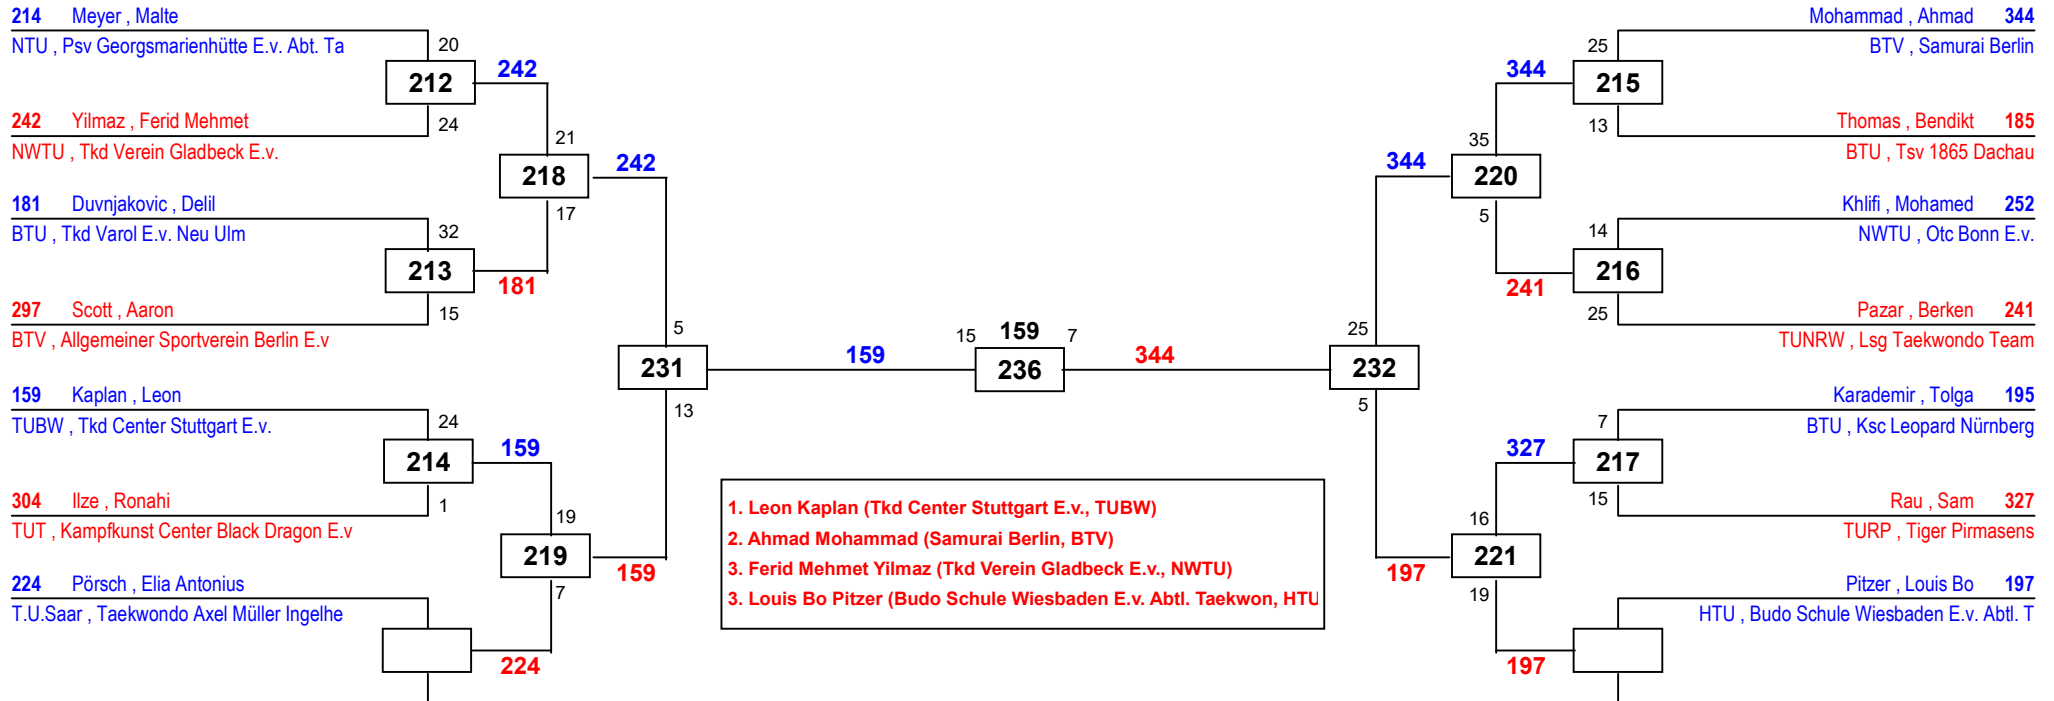 214 Meyer , Malte
NTU , Psv Georgsmarienhütte E.v. Abt. Ta
20
212
242
24
242 Yilmaz , Ferid Mehmet
NWTU , Tkd Verein Gladbeck E.v.
21
218
242
17
181 Duvnjakovic , Delil
BTU , Tkd Varol E.v. Neu Ulm
32
213
181
15
297 Scott , Aaron
BTV , Allgemeiner Sportverein Berlin E.v
5
231
159
13
159 Kaplan , Leon
TUBW , Tkd Center Stuttgart E.v.
24
214
159
1
304 Ilze , Ronahi
TUT , Kampfkunst Center Black Dragon E.v
19
219
159
7
224 Pörsch , Elia Antonius
T.U.Saar , Taekwondo Axel Müller Ingelhe
224
15 159 7
236
344
1. Leon Kaplan (Tkd Center Stuttgart E.v., TUBW)
2. Ahmad Mohammad (Samurai Berlin, BTV)
3. Ferid Mehmet Yilmaz (Tkd Verein Gladbeck E.v., NWTU)
3. Louis Bo Pitzer (Budo Schule Wiesbaden E.v. Abtl. Taekwon, HTU
Mohammad , Ahmad 344
BTV , Samurai Berlin
25
344
215
13
Thomas , Bendikt 185
BTU , Tsv 1865 Dachau
35
344
220
5
Khlifi , Mohamed 252
NWTU , Otc Bonn E.v.
14
216
241
25
Pazar , Berken 241
TUNRW , Lsg Taekwondo Team
25
232
5
Karademir , Tolga 195
BTU , Ksc Leopard Nürnberg
7
327
217
15
Rau , Sam 327
TURP , Tiger Pirmasens
16
221
197
19
Pitzer , Louis Bo 197
HTU , Budo Schule Wiesbaden E.v. Abtl. T
197